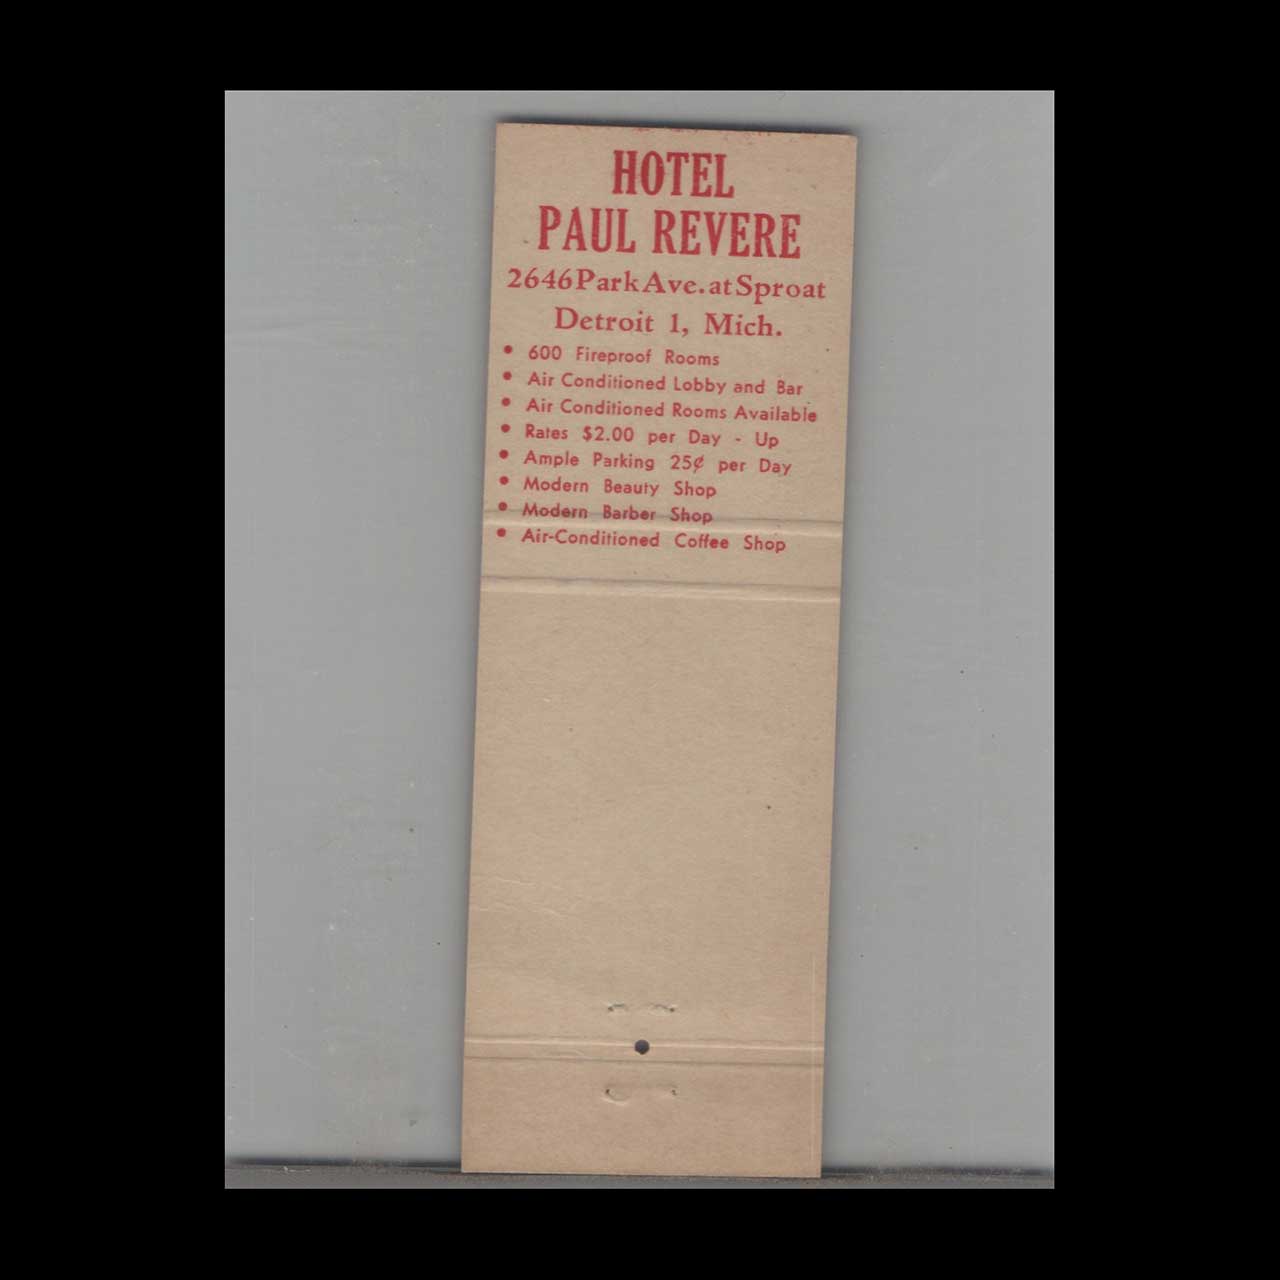 HOTEL
PAUL REVERE
2646 Park Ave. at Sproat
Detroit 1, Mich.
• 600 Fireproof Rooms
• Air Conditioned Lobby and Bar
• Air Conditioned Rooms Available
• Rates $2.00 per Day - Up
• Ample Parking 25¢ per Day
• Modern Beauty Shop
• Modern Barber Shop
• Air-Conditioned Coffee Shop